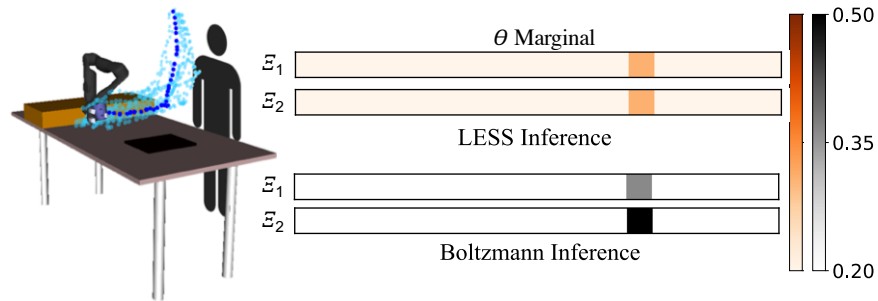 θ Marginal
Ξ1
Ξ2
LESS Inference
Ξ1
Ξ2
Boltzmann Inference
0.50
0.35
0.20